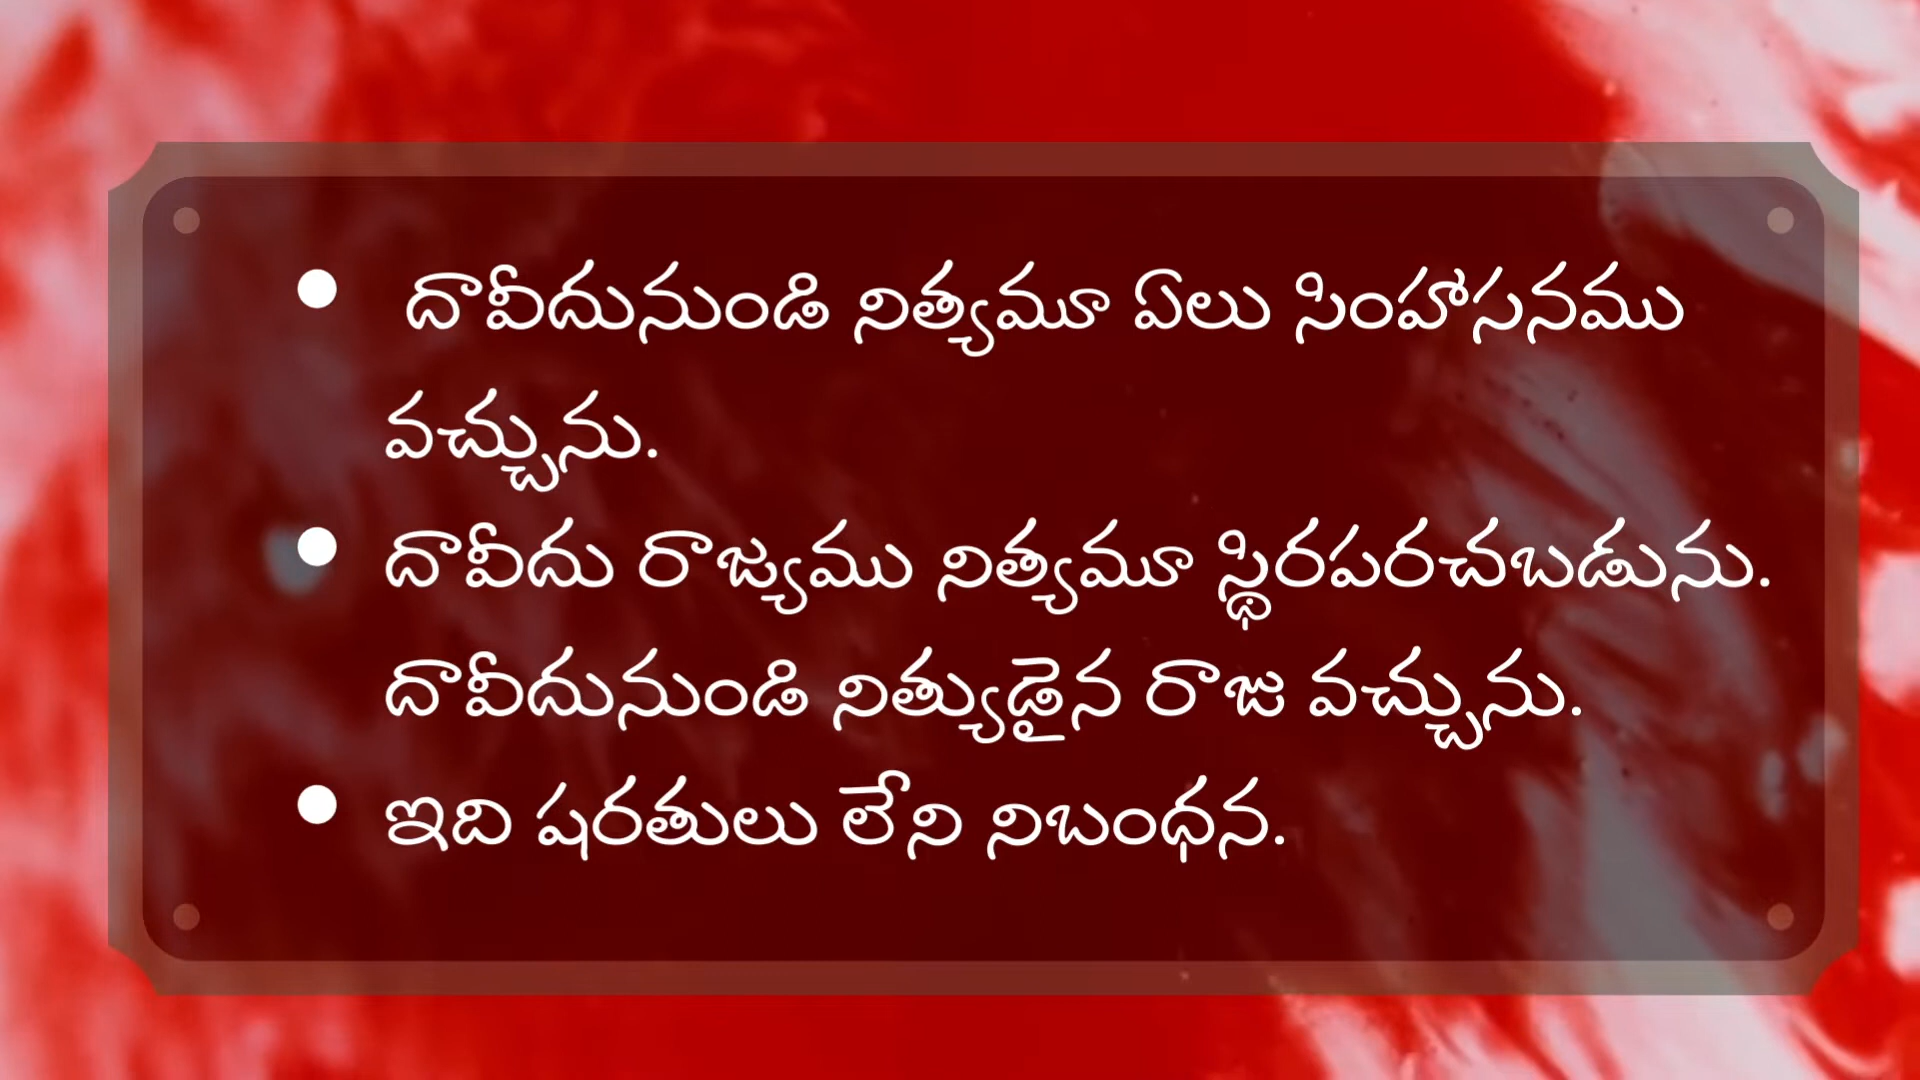 • దావీదునుండి నిత్యమూ ఏలు సింహాసనము
వచ్చును.
• దావీదు రాజ్యము నిత్యమూ స్థిరపరచబడును.
దావీదునుండి నిత్యుడైన రాజు వచ్చును.
• ఇది షరతులు లేని నిబంధన.